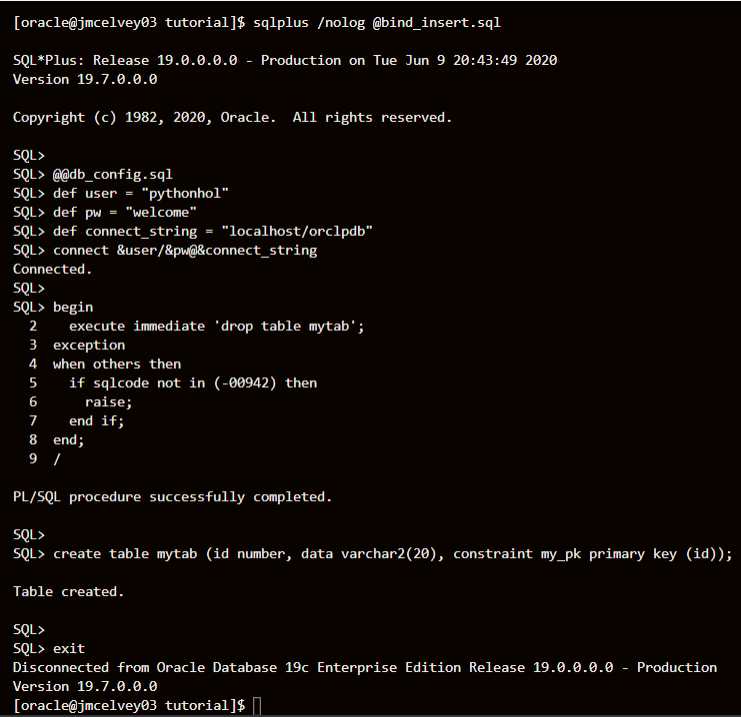 [oracle@jmcelvey03 tutorial]$ sqlplus /nolog @bind_insert.sql
SQL*Plus: Release 19.0.0.0.0 - Production on Tue Jun 9 20:43:49 2020
Version 19.7.0.0.0
Copyright (c) 1982, 2020, Oracle.  All rights reserved.
SQL>
SQL> @@db_config.sql
SQL> def user = "pythonhol"
SQL> def pw = "welcome"
SQL> def connect_string = "localhost/orclpdb"
SQL> connect &user/&pw@&connect_string
Connected.
SQL>
SQL> begin
  2    execute immediate 'drop table mytab';
  3  exception
  4  when others then
  5    if sqlcode not in (-00942) then
  6      raise;
  7    end if;
  8  end;
  9  /
PL/SQL procedure successfully completed.
SQL>
SQL> create table mytab (id number, data varchar2(20), constraint my_pk primary key (id));
Table created.
SQL>
SQL> exit
Disconnected from Oracle Database 19c Enterprise Edition Release 19.0.0.0.0 - Production
Version 19.7.0.0.0
[oracle@jmcelvey03 tutorial]$